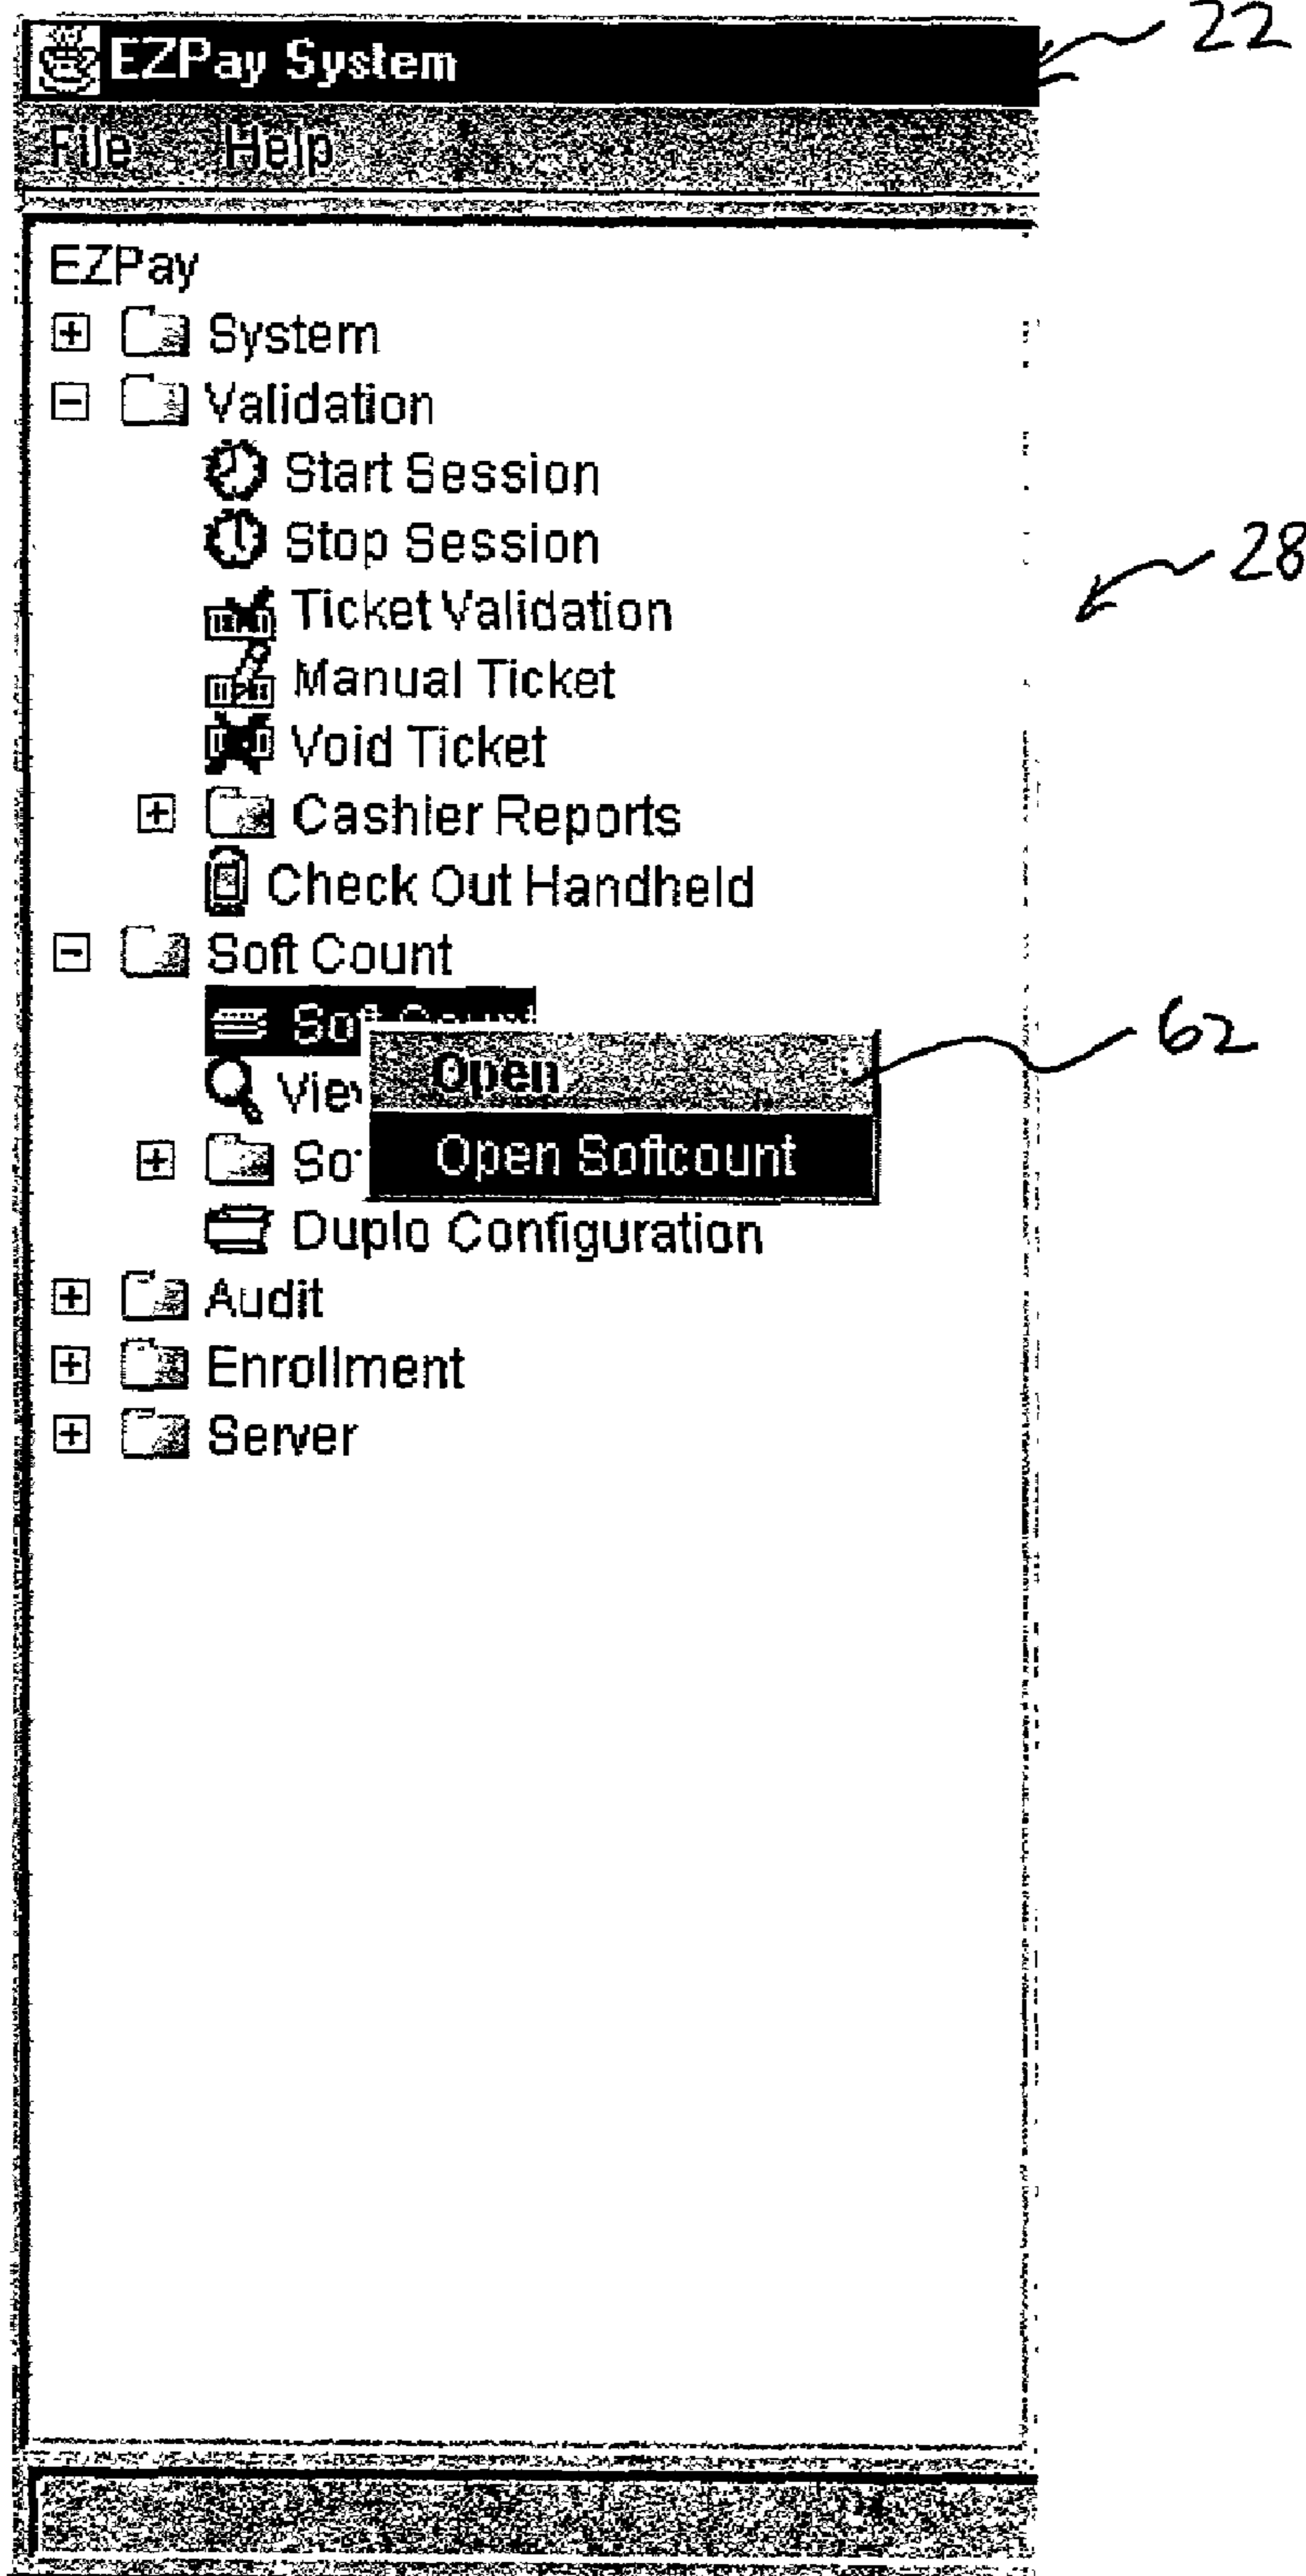 EZPay System
22
File Help
EZPay
System
Validation
Start Session
Stop Session
28
Ticket Validation
Manual Ticket
Void Ticket
Cashier Reports
Check Out Handheld
Soft Count
62
Open
Open Softcount
Duplo Configuration
Audit
Enrollment
Server